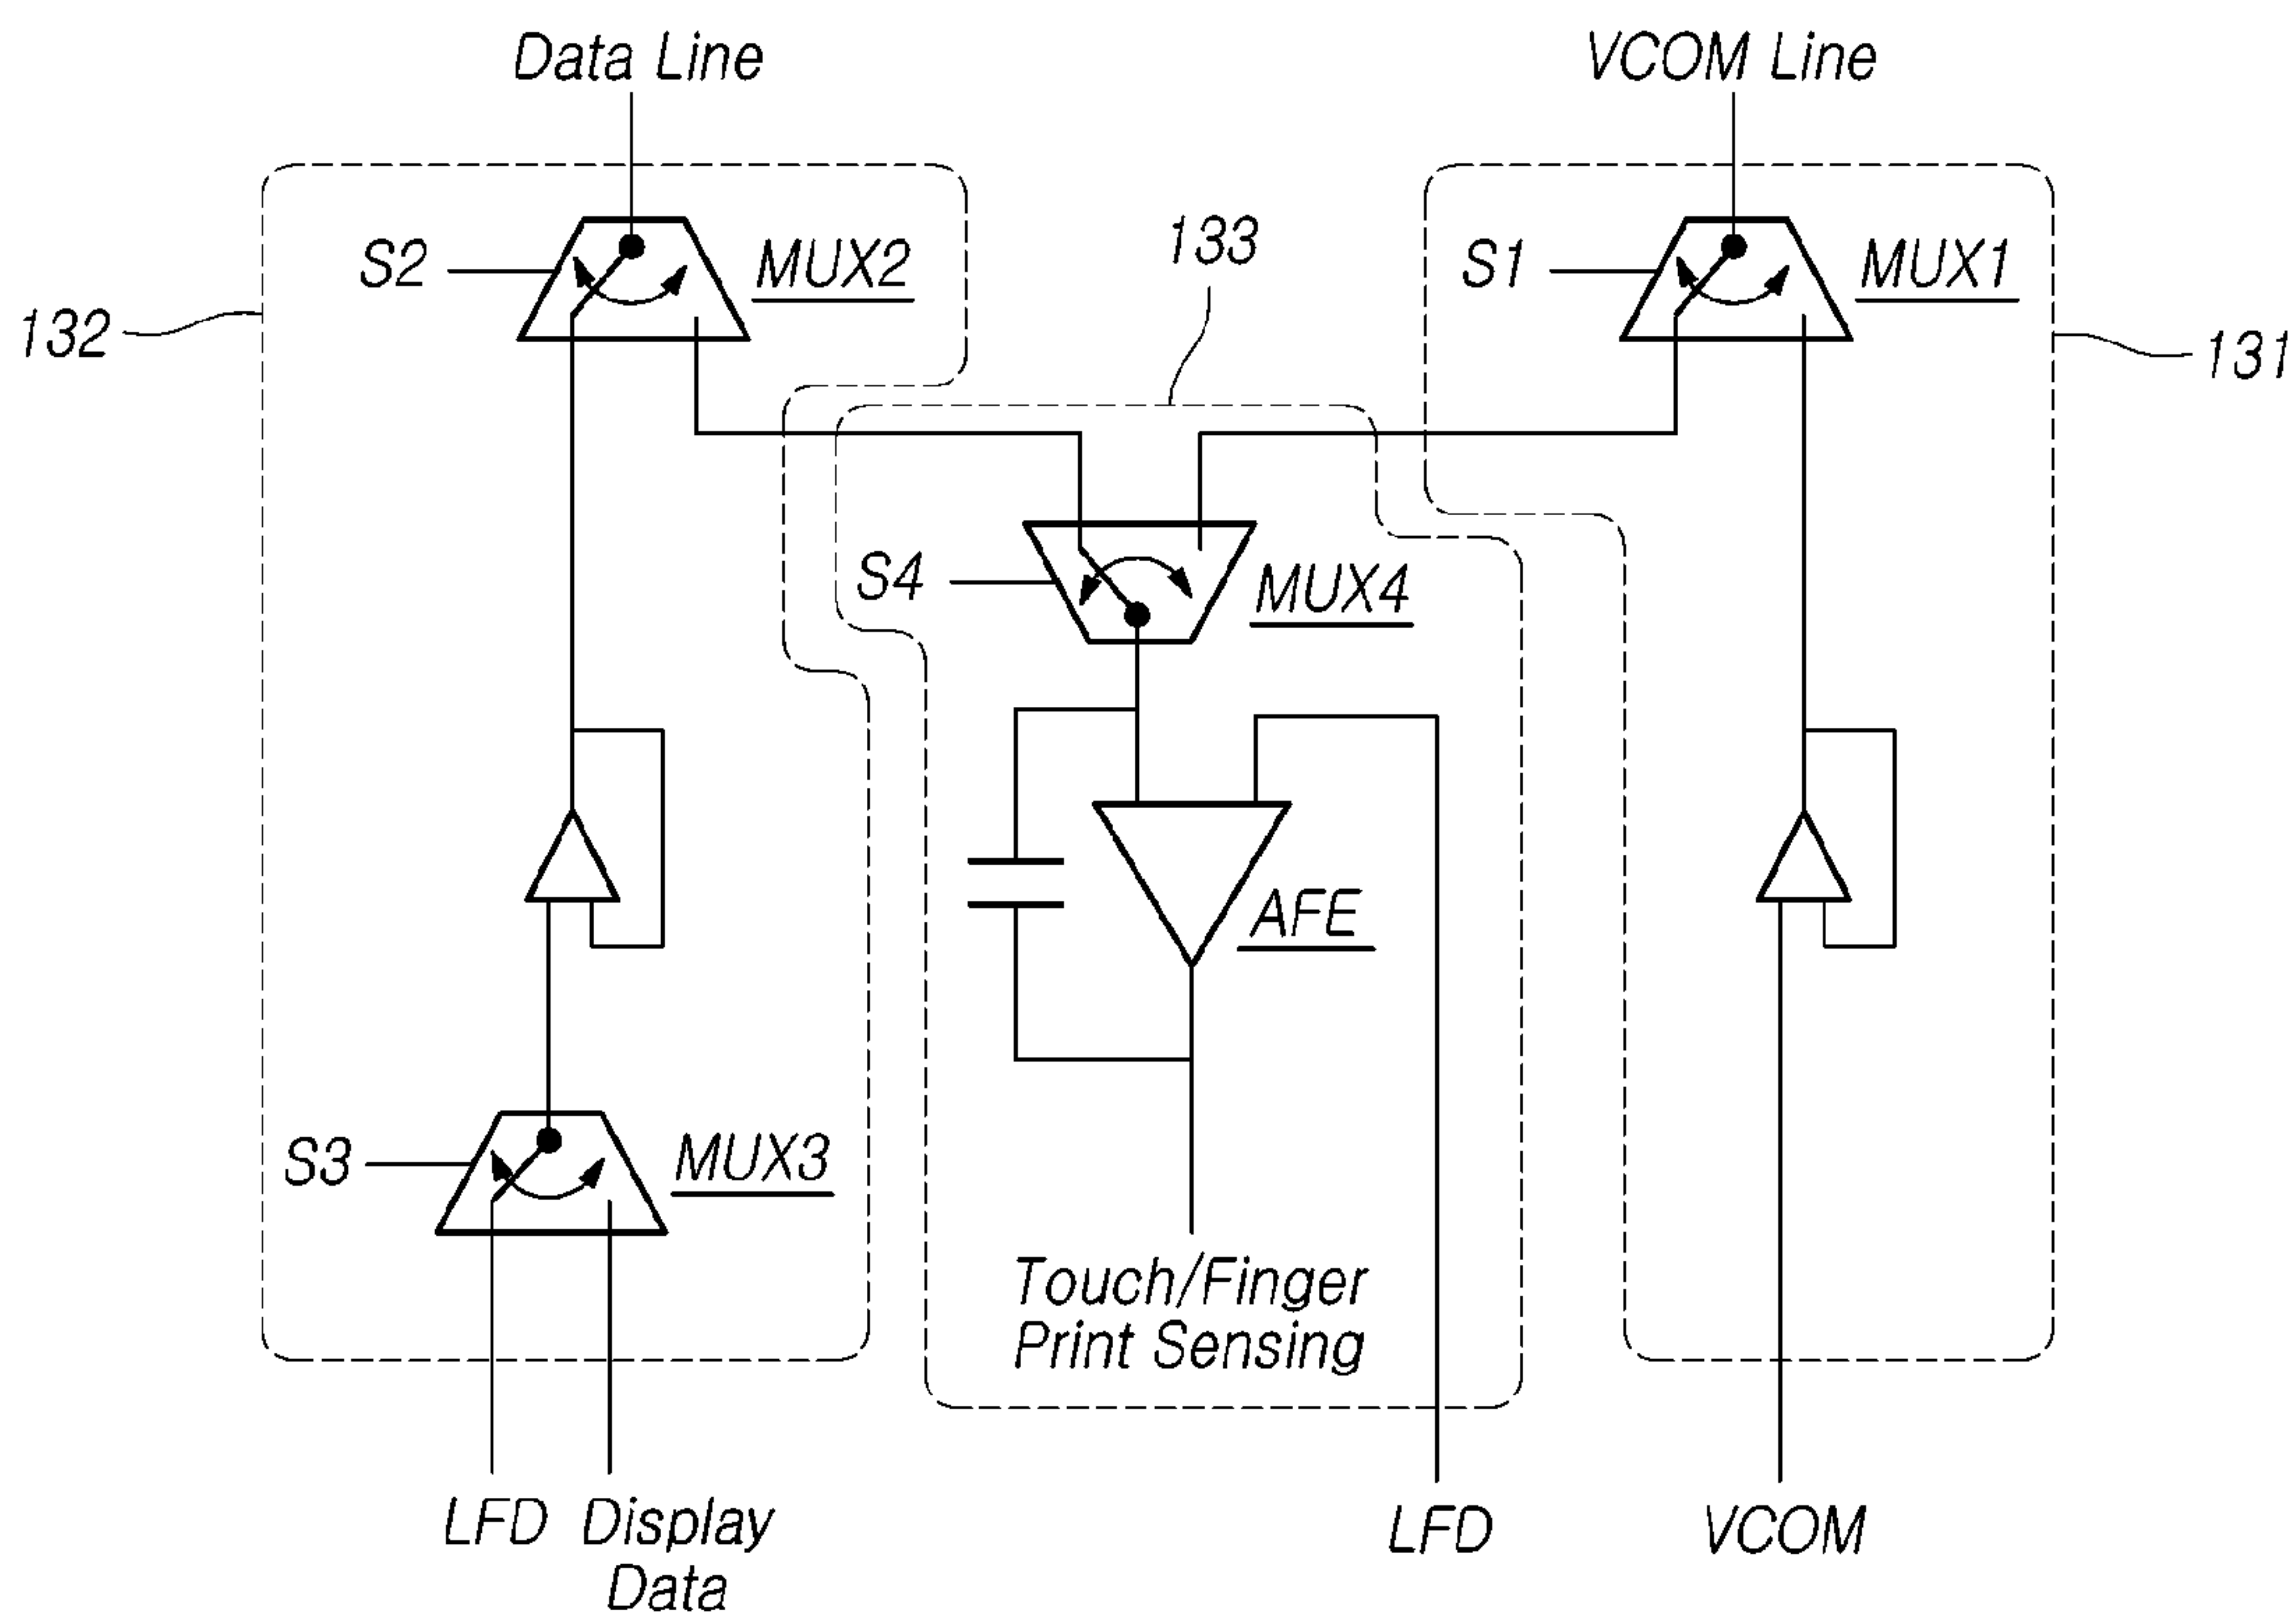 Data Line
VCOM Line
133
S2
MUX2
S1
MUX1
132
131
S4
MUX4
AFE
S3
MUX3
Touch/Finger
Print Sensing
LFD
Display
Data
LFD
VCOM